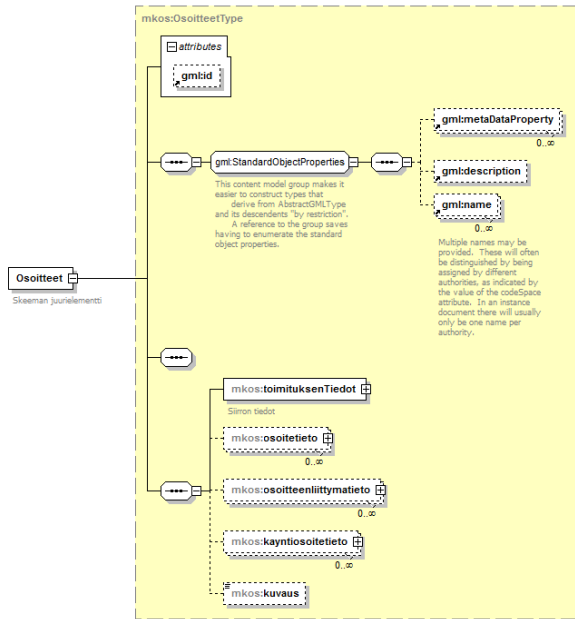 mkos:OsoitteetType
attributes
gml:id
gml:StandardObjectProperties
This content model group makes it
easier to construct types that
derive from AbstractGMLType
and its descendents "by restriction".
A reference to the group saves
having to enumerate the standard
object properties.
gml:metaDataProperty
0..∞
gml:description
gml:name
0..∞
Multiple names may be
provided. These will often
be distinguished by being
assigned by different
authorities, as indicated by
the value of the codeSpace
attribute. In an instance
document there will usually
only be one name per
authority.
Osoitteet
Skeeman juurielementti
mkos:toimituksenTiedot
Siirron tiedot
mkos:osoitetieto
0..∞
mkos:osoitteenliittymatieto
0..∞
mkos:kayntiosoitetieto
0..∞
mkos:kuvaus